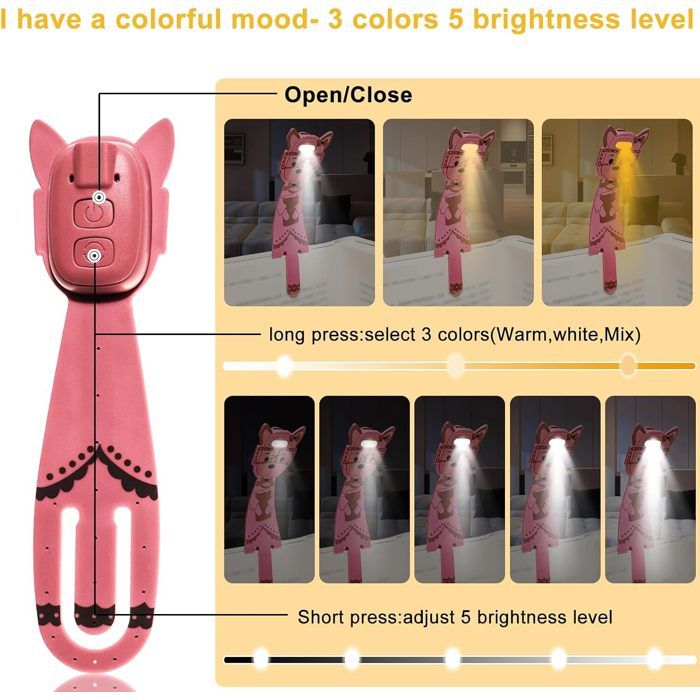 I have a colorful mood- 3 colors 5 brightness level
Open/Close
long press:select 3 colors(Warm,white,Mix)
Short press:adjust 5 brightness level